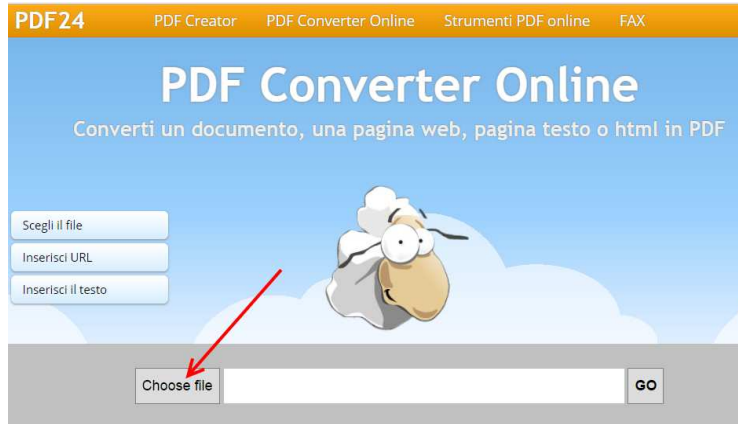 PDF24 PDF Creator PDF Converter Online Strumenti PDF online FAX
PDF Converter Online
Converti un documento, una pagina web, pagina testo o html in PDF
Scegli il file
Inserisci URL
Inserisci il testo
Choose file GO